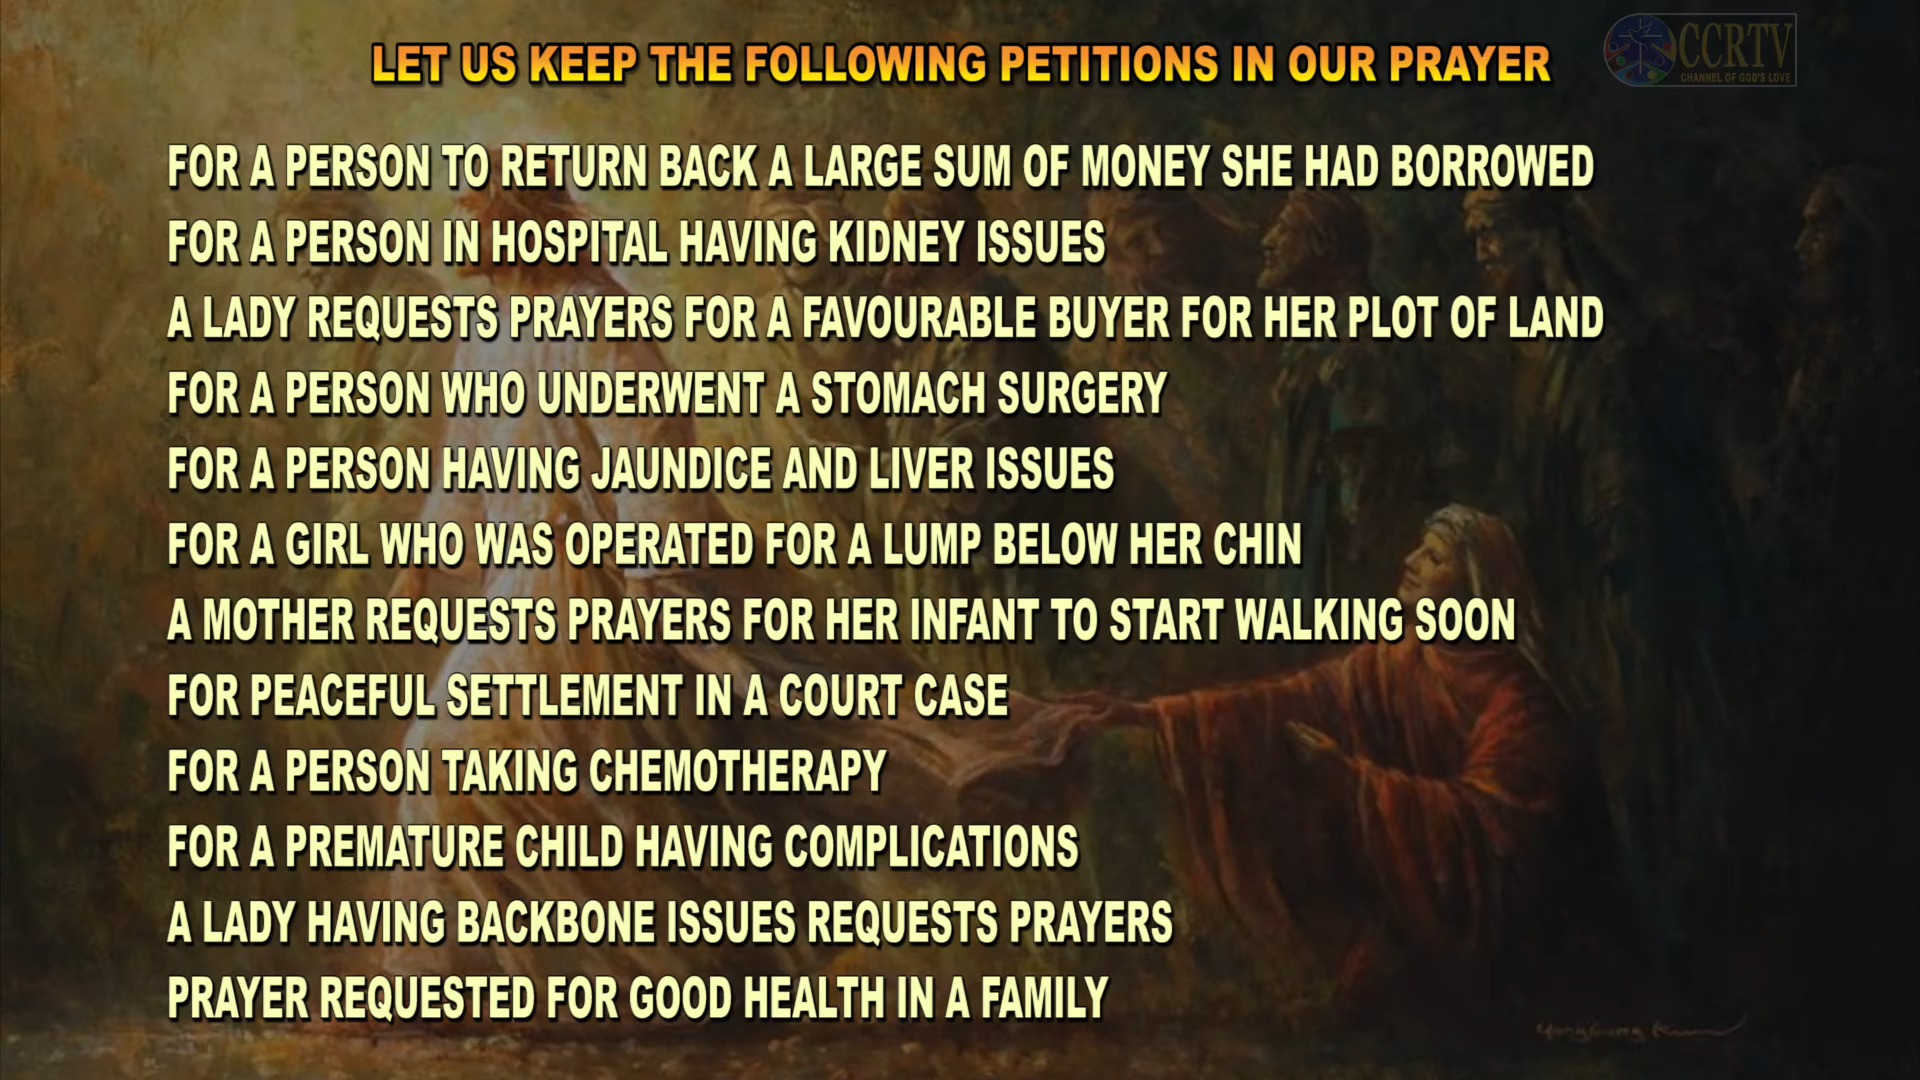 LET US KEEP THE FOLLOWING PETITIONS IN OUR PRAYER
CCRTV
CHANNEL OF GOD'S LOVE
FOR A PERSON TO RETURN BACK A LARGE SUM OF MONEY SHE HAD BORROWED
FOR A PERSON IN HOSPITAL HAVING KIDNEY ISSUES
A LADY REQUESTS PRAYERS FOR A FAVOURABLE BUYER FOR HER PLOT OF LAND
FOR A PERSON WHO UNDERWENT A STOMACH SURGERY
FOR A PERSON HAVING JAUNDICE AND LIVER ISSUES
FOR A GIRL WHO WAS OPERATED FOR A LUMP BELOW HER CHIN
A MOTHER REQUESTS PRAYERS FOR HER INFANT TO START WALKING SOON
FOR PEACEFUL SETTLEMENT IN A COURT CASE
FOR A PERSON TAKING CHEMOTHERAPY
FOR A PREMATURE CHILD HAVING COMPLICATIONS
A LADY HAVING BACKBONE ISSUES REQUESTS PRAYERS
PRAYER REQUESTED FOR GOOD HEALTH IN A FAMILY